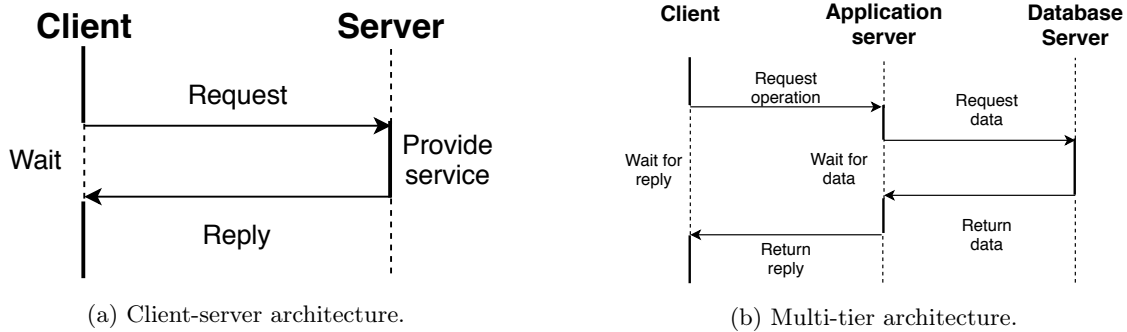 Client
Server
Request
Wait
Provide
service
Reply
(a) Client-server architecture.
Client
Application
server
Database
Server
Request
operation
Request
data
Wait for
reply
Wait for
data
Return
data
Return
reply
(b) Multi-tier architecture.